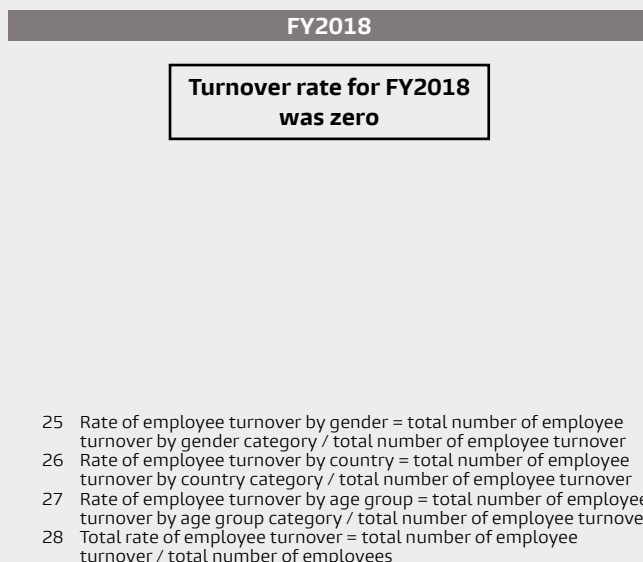 FY2018
Turnover rate for FY2018
was zero
25 Rate of employee turnover by gender = total number of employee
turnover by gender category / total number of employee turnover
26 Rate of employee turnover by country = total number of employee
turnover by country category / total number of employee turnover
27 Rate of employee turnover by age group = total number of employee
turnover by age group category / total number of employee turnove
28 Total rate of employee turnover = total number of employee
turnover / total number of employees